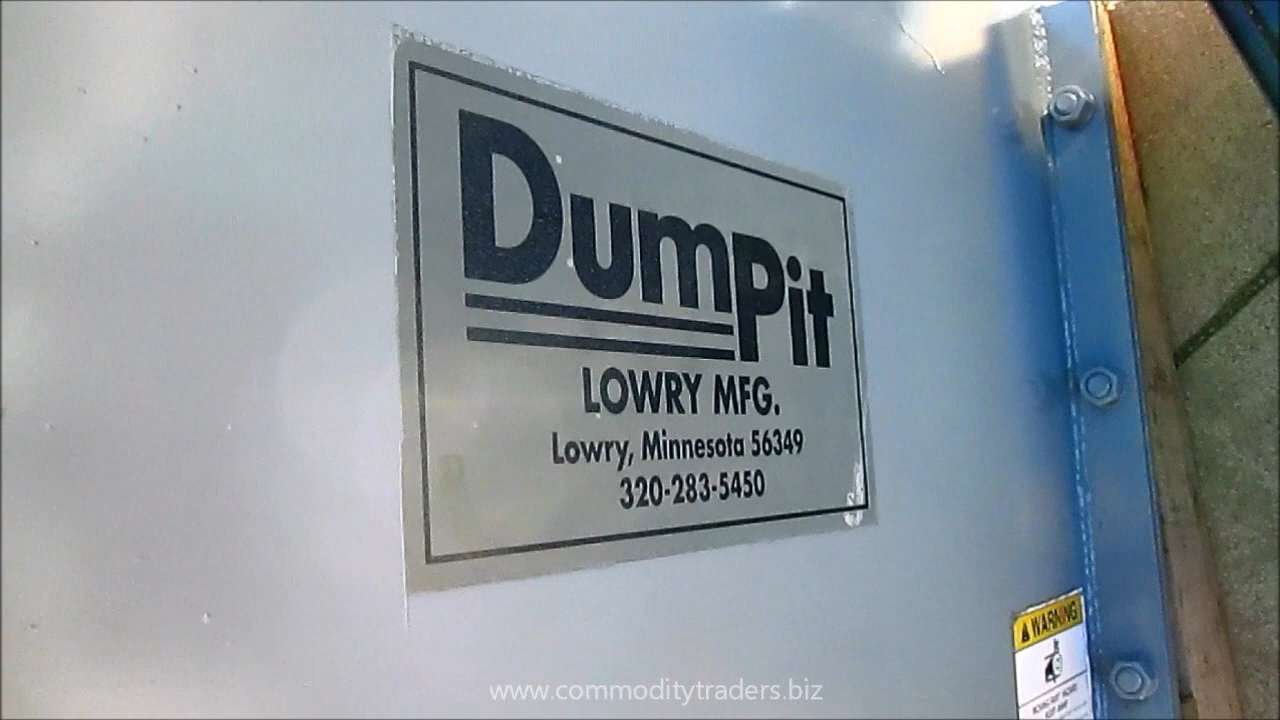 DumPit
LOWRY MFG.
Lowry, Minnesota 56349
320-283-5450
WARNING
www.commoditytraders.biz